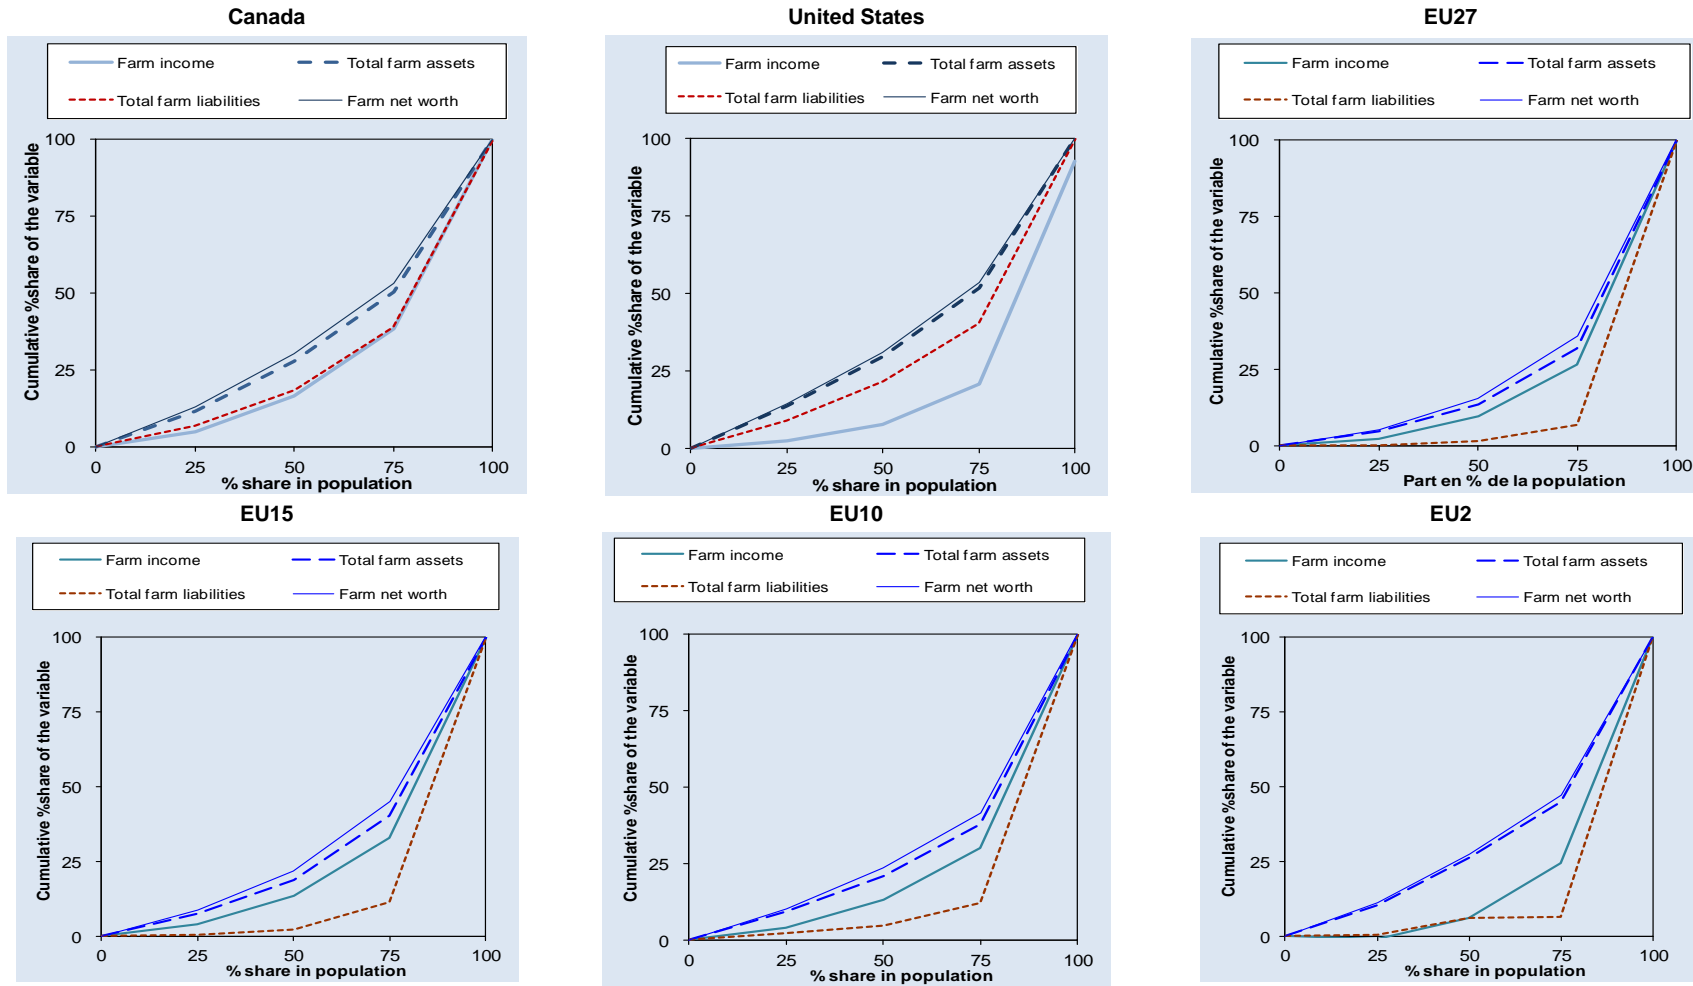 Canada
Farm income
Total farm assets
Total farm liabilities
Farm net worth
Cumulative %share of the variable
100
75
50
25
0
0 25 50 75 100
% share in population
United States
Farm income
Total farm assets
Total farm liabilities
Farm net worth
Cumulative %share of the variable
100
75
50
25
0
0 25 50 75 100
% share in population
EU27
Farm income
Total farm assets
Total farm liabilities
Farm net worth
Cumulative %share of the variable
100
75
50
25
0
0 25 50 75 100
Part en % de la population
EU15
Farm income
Total farm assets
Total farm liabilities
Farm net worth
Cumulative %share of the variable
100
75
50
25
0
0 25 50 75 100
% share in population
EU10
Farm income
Total farm assets
Total farm liabilities
Farm net worth
Cumulative %share of the variable
100
75
50
25
0
0 25 50 75 100
% share in population
EU2
Farm income
Total farm assets
Total farm liabilities
Farm net worth
Cumulative %share of the variable
100
75
50
25
0
0 25 50 75 100
% share in population